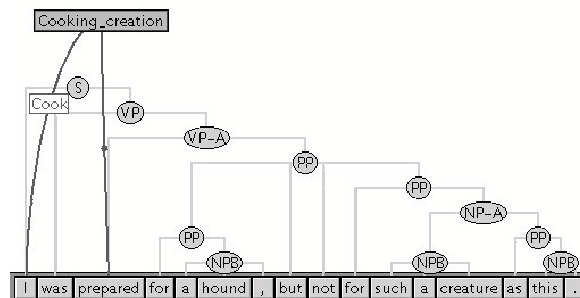 Cooking_creation
S
Cook
VP
VP-A
PP
PP
NP-A
PP PP
NPB NPB NPB
I was prepared for a hound , but not for such a creature as this .